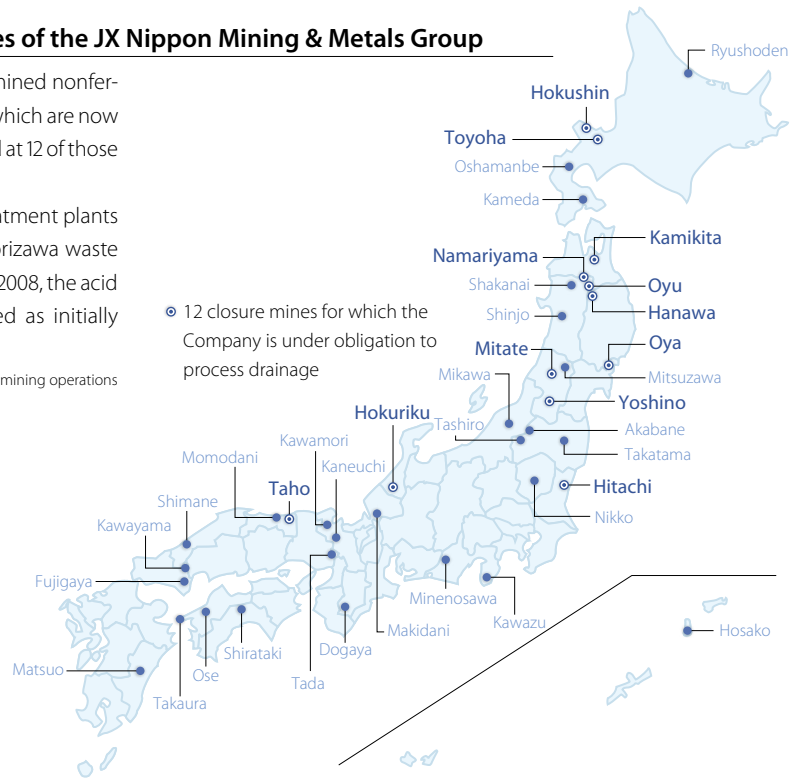 es of the JX Nippon Mining & Metals Group
mined nonfer-
which are now
at 12 of those
atment plants
orizawa waste
2008, the acid
ed as initially
mining operations
12 closure mines for which the
Company is under obligation to
process drainage
Ryushoden
Hokushin
Toyoha
Oshamanbe
Kameda
Kamikita
Namariyama
Shakanai
Oyu
Hanawa
Shinjo
Oya
Mitate
Mikawa
Mitsuzawa
Yoshino
Hokuriku
Tashiro
Akabane
Takatama
Kawamori
Kaneuchi
Momodani
Taho
Hitachi
Shimane
Kawayama
Nikko
Fujigaya
Minenosawa
Kawazu
Makidani
Hosako
Dogaya
Shirataki
Matsuo
Ose
Tada
Takaura